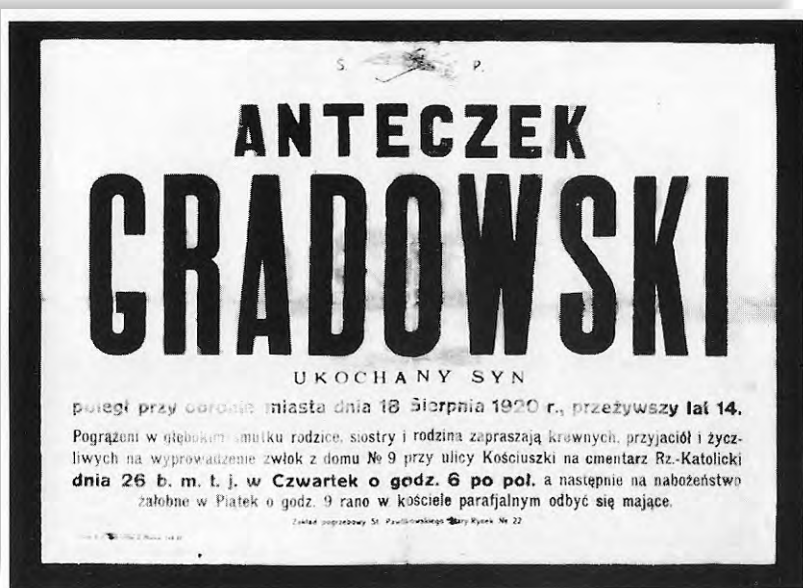 S. P.
ANTECZEK
GRADOWSKI
UKOCHANY SYN
poległ przy obronie miasta dnia 18 Sierpnia 1920 r., przeżywszy lat 14.
Pogrążeni w głębokim smutku rodzice, siostry i rodzina zapraszają krewnych, przyjaciół i życz-
liwych na wyprowadzenie zwłok z domu № 9 przy ulicy Kościuszki na cmentarz Rz.-Katolicki
dnia 26 b. m. t. j. w Czwartek o godz. 6 po poł. a następnie na nabożeństwo
żałobne w Piątek o godz. 9 rano w kościele parafjalnym odbyć się mające.
Zakład pogrzebowy St. Pawlikowskiego Stary Rynek № 22